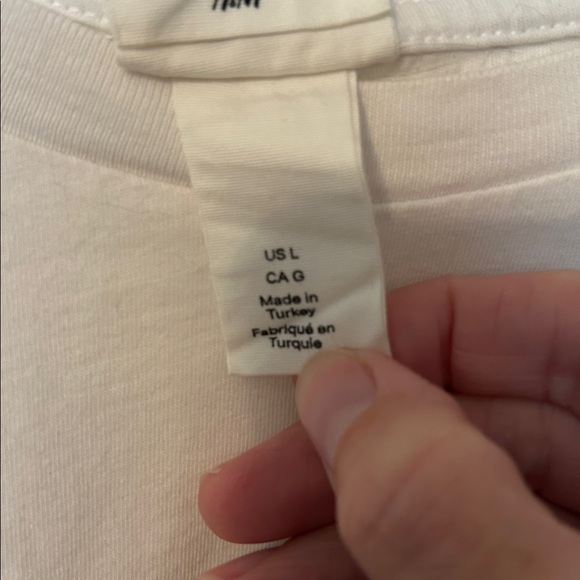 US L
CA G
Made in
Turkey
Fabriqué en
Turquie